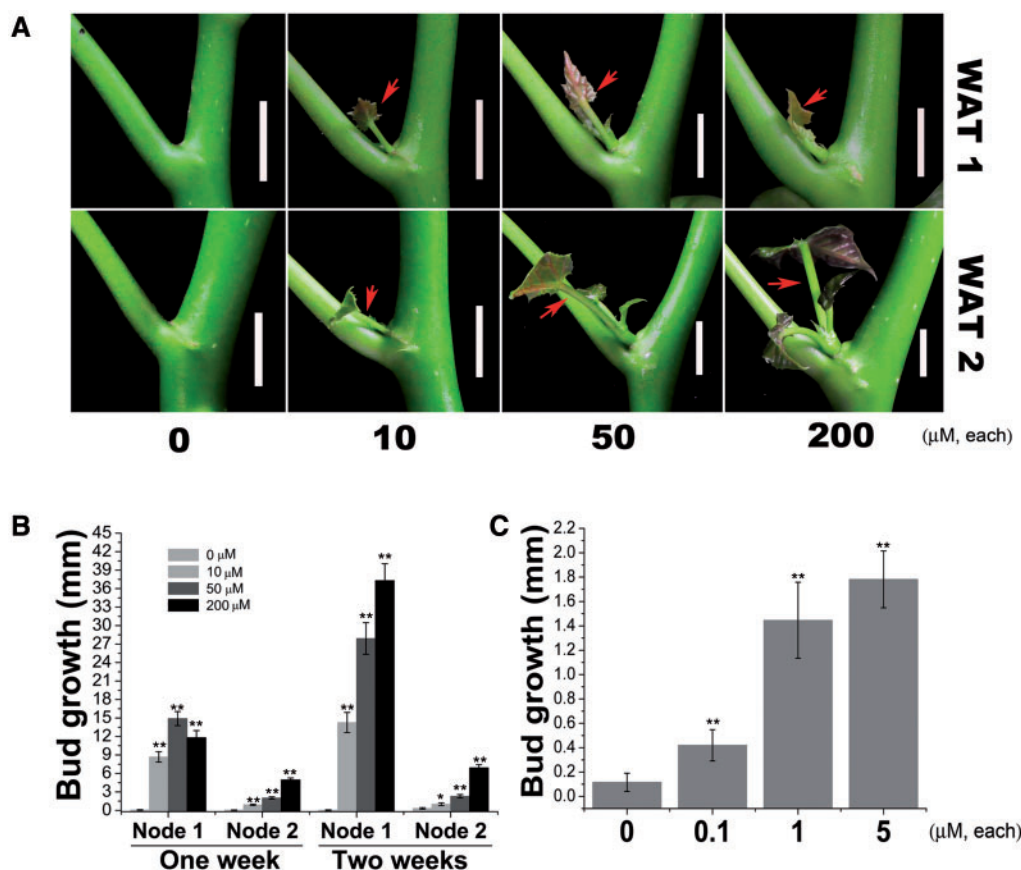 A
WAT 1
WAT 2
0 10 50 200 (μM, each)
B
Bud growth (mm)
45
42
39
36
33
30
27
24
21
18
15
12
9
6
3
0
0 μM
10 μM
50 μM
200 μM
** ** ** ** ** ** ** ** ** * ** **
Node 1 Node 2 Node 1 Node 2
One week Two weeks
C
Bud growth (mm)
2.2
2.0
1.8
1.6
1.4
1.2
1.0
0.8
0.6
0.4
0.2
0.0
** ** **
0 0.1 1 5 (μM, each)